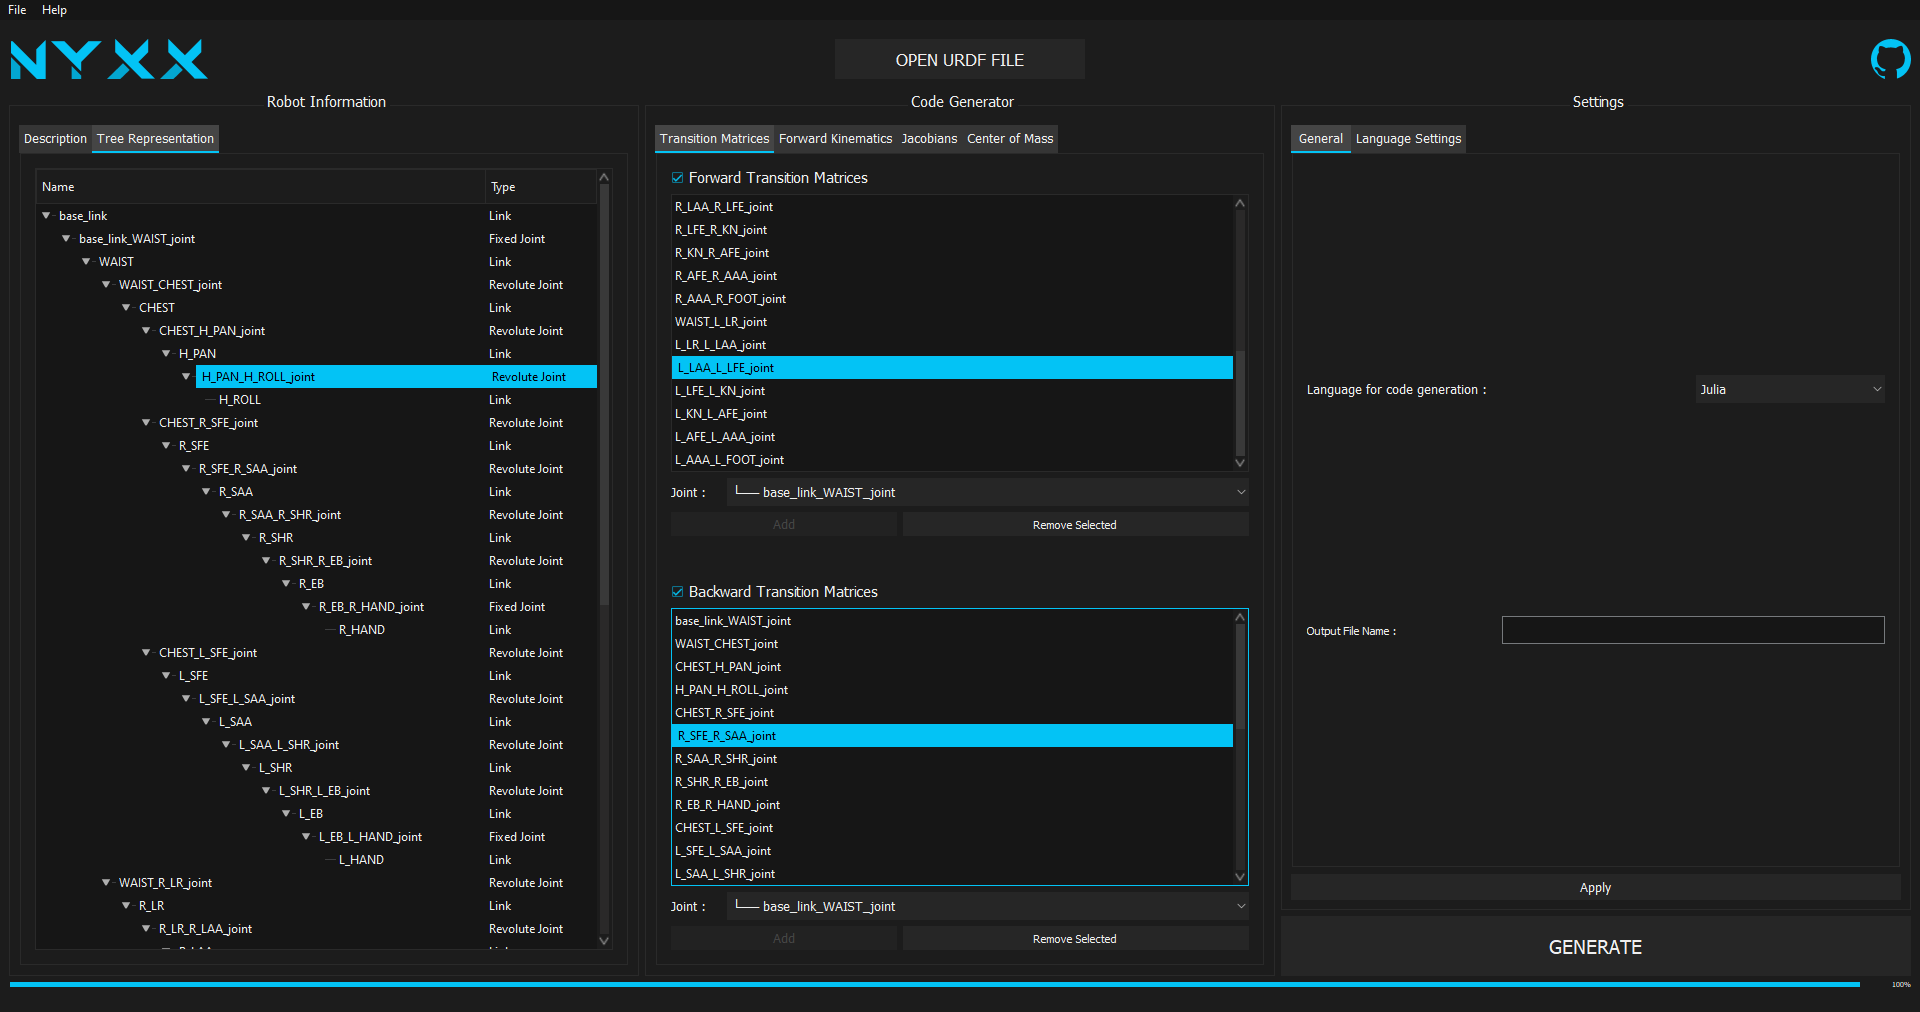 File Help
NYXX
OPEN URDF FILE
Robot Information
Description Tree Representation
Name Type
base_link Link
base_link_WAIST_joint Fixed Joint
WAIST Link
WAIST_CHEST_joint Revolute Joint
CHEST Link
CHEST_H_PAN_joint Revolute Joint
H_PAN Link
H_PAN_H_ROLL_joint Revolute Joint
H_ROLL Link
CHEST_R_SFE_joint Revolute Joint
R_SFE Link
R_SFE_R_SAA_joint Revolute Joint
R_SAA Link
R_SAA_R_SHR_joint Revolute Joint
R_SHR Link
R_SHR_R_EB_joint Revolute Joint
R_EB Link
R_EB_R_HAND_joint Fixed Joint
R_HAND Link
CHEST_L_SFE_joint Revolute Joint
L_SFE Link
L_SFE_L_SAA_joint Revolute Joint
L_SAA Link
L_SAA_L_SHR_joint Revolute Joint
L_SHR Link
L_SHR_L_EB_joint Revolute Joint
L_EB Link
L_EB_L_HAND_joint Fixed Joint
L_HAND Link
WAIST_R_LR_joint Revolute Joint
R_LR Link
R_LR_R_LAA_joint Revolute Joint
Code Generator
Transition Matrices Forward Kinematics Jacobians Center of Mass
Forward Transition Matrices
R_LAA_R_LFE_joint
R_LFE_R_KN_joint
R_KN_R_AFE_joint
R_AFE_R_AAA_joint
R_AAA_R_FOOT_joint
WAIST_L_LR_joint
L_LR_L_LAA_joint
L_LAA_L_LFE_joint
L_LFE_L_KN_joint
L_KN_L_AFE_joint
L_AFE_L_AAA_joint
L_AAA_L_FOOT_joint
Joint : └── base_link_WAIST_joint
Add Remove Selected
Backward Transition Matrices
base_link_WAIST_joint
WAIST_CHEST_joint
CHEST_H_PAN_joint
H_PAN_H_ROLL_joint
CHEST_R_SFE_joint
R_SFE_R_SAA_joint
R_SAA_R_SHR_joint
R_SHR_R_EB_joint
R_EB_R_HAND_joint
CHEST_L_SFE_joint
L_SFE_L_SAA_joint
L_SAA_L_SHR_joint
Joint : └── base_link_WAIST_joint
Add Remove Selected
Settings
General Language Settings
Language for code generation : Julia
Output File Name :
Apply
GENERATE
100%